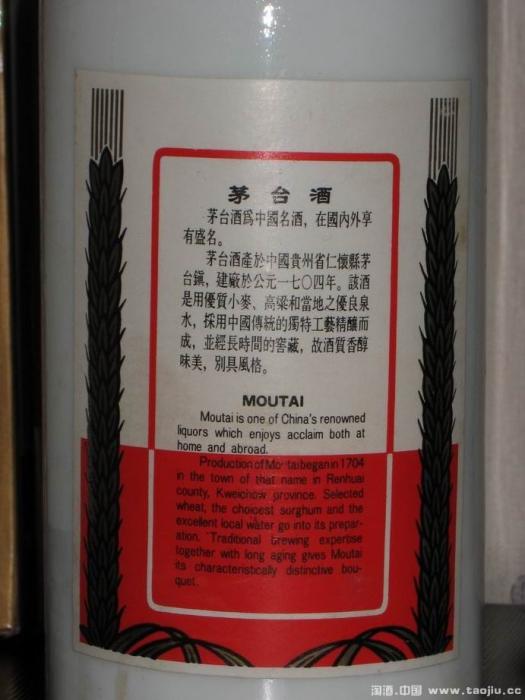 茅台酒
茅台酒爲中國名酒，在國內外享
有盛名。
茅台酒產於中國貴州省仁懷縣茅
台鎮，建廠於公元一七〇四年。該酒
是用優質小麥、高粱和當地之優良泉
水，採用中國傳統的獨特工藝精釀而
成，並經長時間的窖藏，故酒質香醇
味美，別具風格。
MOUTAI
Moutai is one of China's renowned
liquors which enjoys acclaim both at
home and abroad.
Production of Moutai began in 1704
in the town of that name in Renhuai
county, Kweichow province. Selected
wheat, the choicest sorghum and the
excellent local water go into its prepar-
ation. Traditional brewing expertise
together with long aging gives Moutai
its characteristically distinctive bou-
quet.
淘酒.中国 www.taojiu.cc